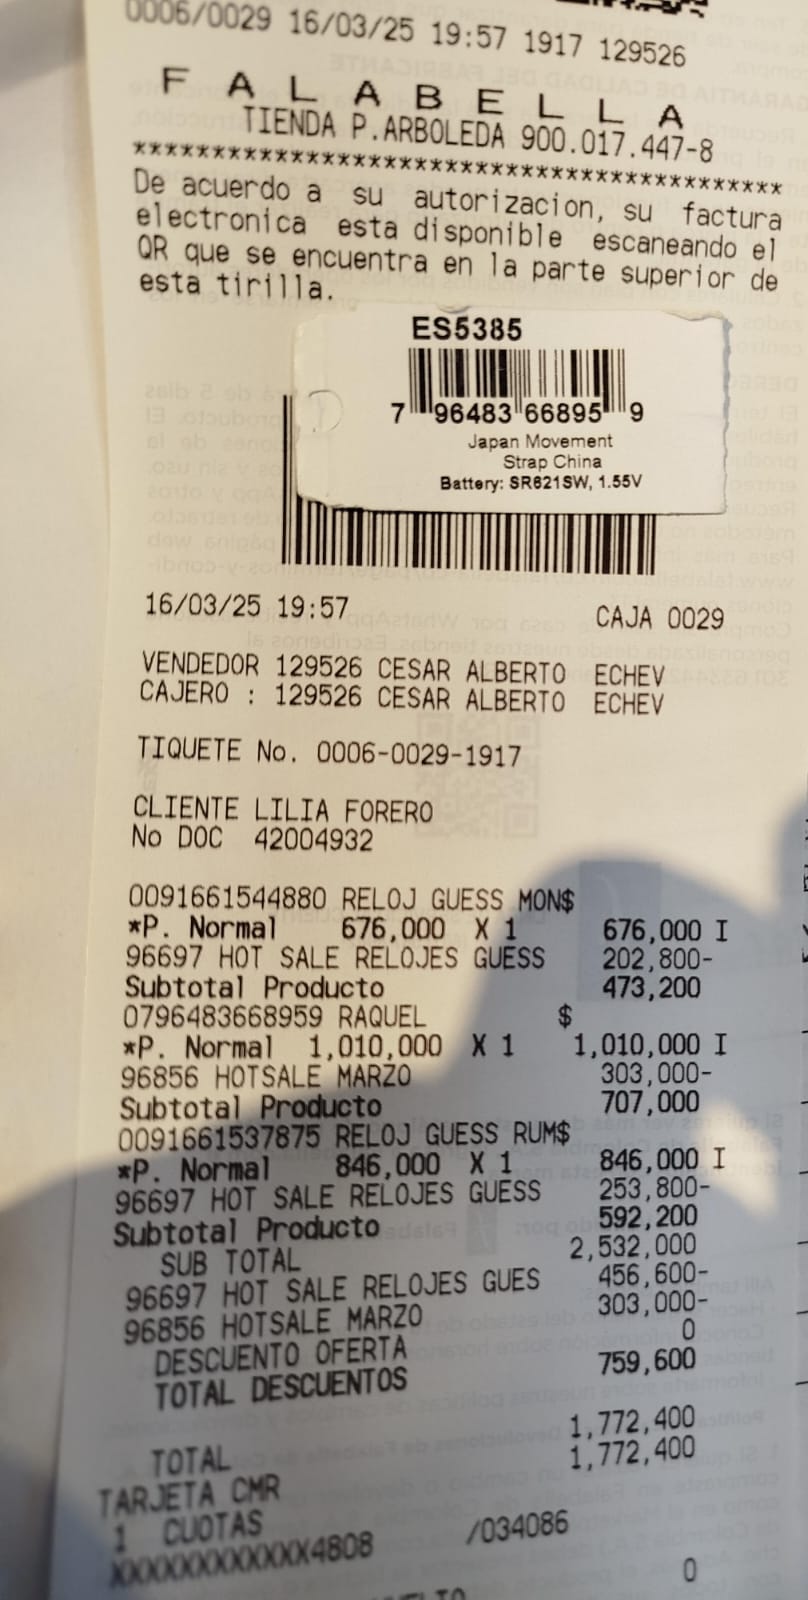 0006/0029 16/03/25 19:57 1917 129526
F A L A B E L L A
TIENDA P.ARBOLEDA 900.017.447-8
*****************************************
De acuerdo a su autorizacion, su factura
electronica esta disponible escaneando el
QR que se encuentra en la parte superior de
esta tirilla.
ES5385
7 96483 66895 9
Japan Movement
Strap China
Battery: SR621SW, 1.55V
16/03/25 19:57 CAJA 0029
VENDEDOR 129526 CESAR ALBERTO ECHEV
CAJERO : 129526 CESAR ALBERTO ECHEV
TIQUETE No. 0006-0029-1917
CLIENTE LILIA FORERO
No DOC 42004932
0091661544880 RELOJ GUESS MON$
*P. Normal 676,000 X 1 676,000 I
96697 HOT SALE RELOJES GUESS 202,800-
Subtotal Producto 473,200
0796483668959 RAQUEL $
*P. Normal 1,010,000 X 1 1,010,000 I
96856 HOTSALE MARZO 303,000-
Subtotal Producto 707,000
0091661537875 RELOJ GUESS RUM$
*P. Normal 846,000 X 1 846,000 I
96697 HOT SALE RELOJES GUESS 253,800-
Subtotal Producto 592,200
SUB TOTAL 2,532,000
96697 HOT SALE RELOJES GUES 456,600-
96856 HOTSALE MARZO 303,000-
DESCUENTO OFERTA 0
TOTAL DESCUENTOS 759,600
TOTAL 1,772,400
TARJETA CMR 1,772,400
1 CUOTAS
XXXXXXXXXXXX4808 /034086
0